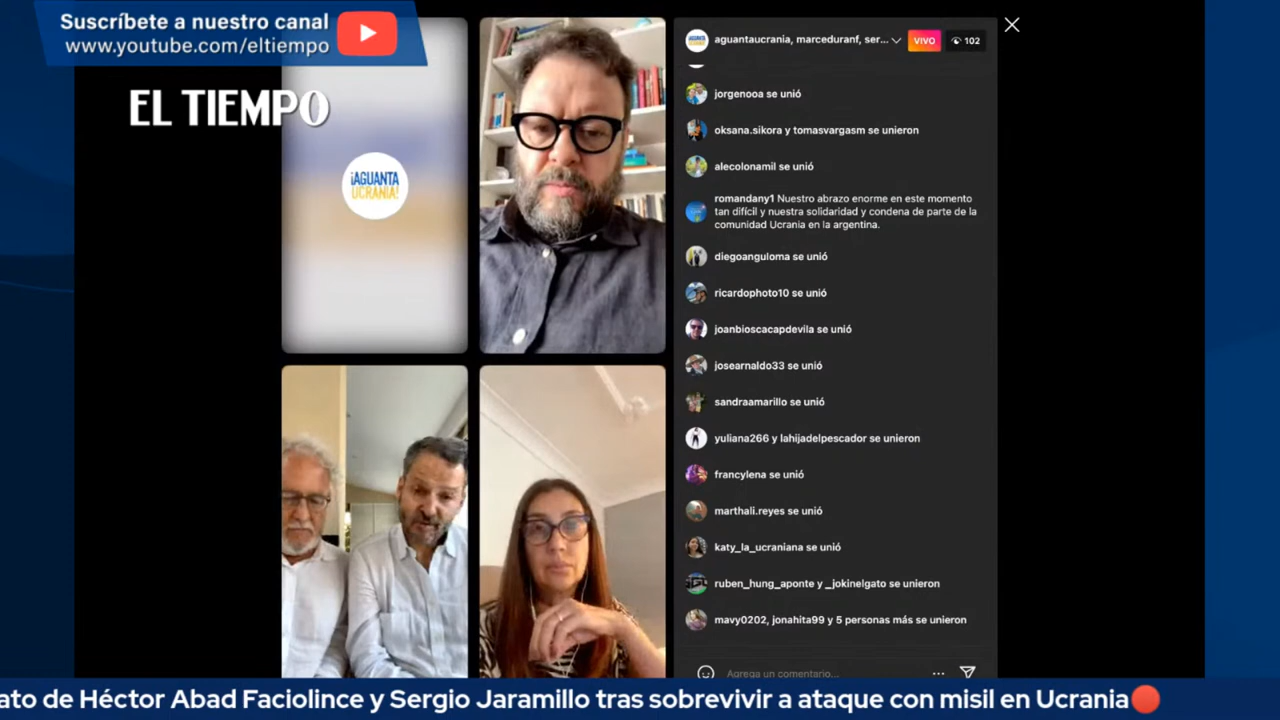 Suscríbete a nuestro canal
www.youtube.com/eltiempo
EL TIEMPO
¡AGUANTA
UCRANIA!
aguantaucrania, marceduranf, ser...
VIVO
102
jorgenooa se unió
oksana.sikora y tomasvargasm se unieron
alecolonamil se unió
romandany1 Nuestro abrazo enorme en este momento
tan difícil y nuestra solidaridad y condena de parte de la
comunidad Ucrania en la argentina.
diegoanguloma se unió
ricardophoto10 se unió
joanbioscacapdevila se unió
josearnaldo33 se unió
sandraamarillo se unió
yuliana266 y lahijadelpescador se unieron
francylena se unió
marthali.reyes se unió
katy_la_ucraniana se unió
ruben_hung_aponte y _jokinelgato se unieron
mavy0202, jonahita99 y 5 personas más se unieron
Agrega un comentario...
ato de Héctor Abad Faciolince y Sergio Jaramillo tras sobrevivir a ataque con misil en Ucrania